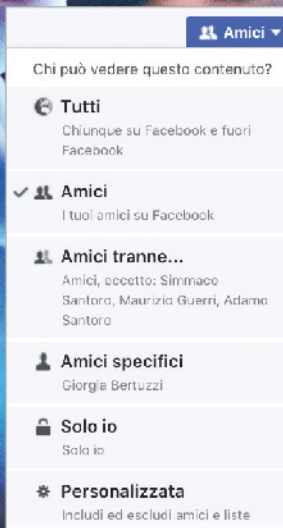 Amici
Chi può vedere questo contenuto?
Tutti
Chiunque su Facebook e fuori
Facebook
Amici
I tuoi amici su Facebook
Amici tranne...
Amici, eccetto: Simmaco
Santoro, Maurizio Guerri, Adamo
Santoro
Amici specifici
Giorgia Bertuzzi
Solo io
Solo io
Personalizzata
Includi ed escludi amici e liste